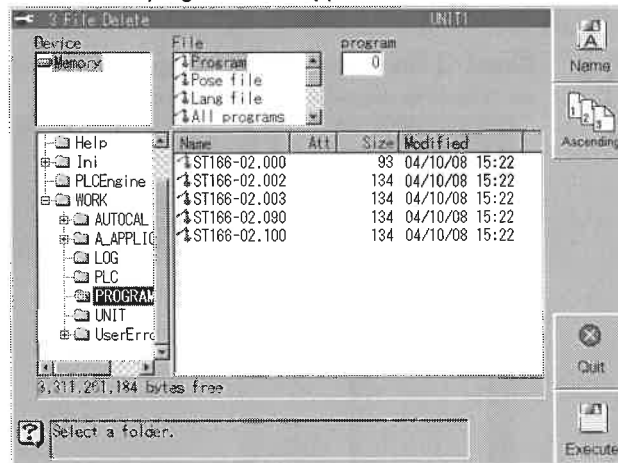 3 File Delete UNIT1
Device
Memory
File
Program
Pose file
Lang file
All programs
program
0
Name
Ascending
Help
Ini
PLCEngine
WORK
AUTOCAL
A_APPLIC
LOG
PLC
PROGRAM
UNIT
UserErro
Name Att Size Modified
ST166-02.000 93 04/10/08 15:22
ST166-02.002 134 04/10/08 15:22
ST166-02.003 134 04/10/08 15:22
ST166-02.090 134 04/10/08 15:22
ST166-02.100 134 04/10/08 15:22
3,311,261,184 bytes free
Select a folder.
Quit
Execute